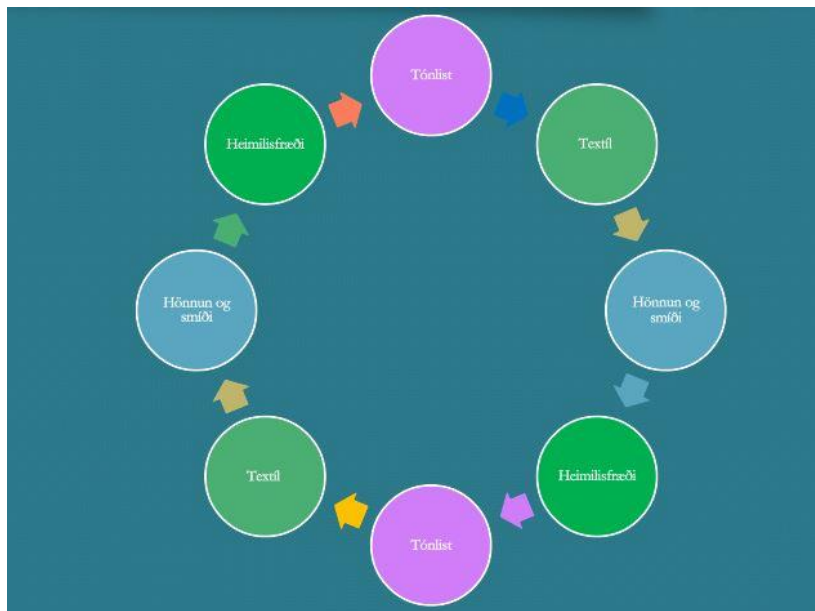 Tónlist
Textíl
Hönnun og
smíði
Heimilisfræði
Tónlist
Textíl
Hönnun og
smíði
Heimilisfræði